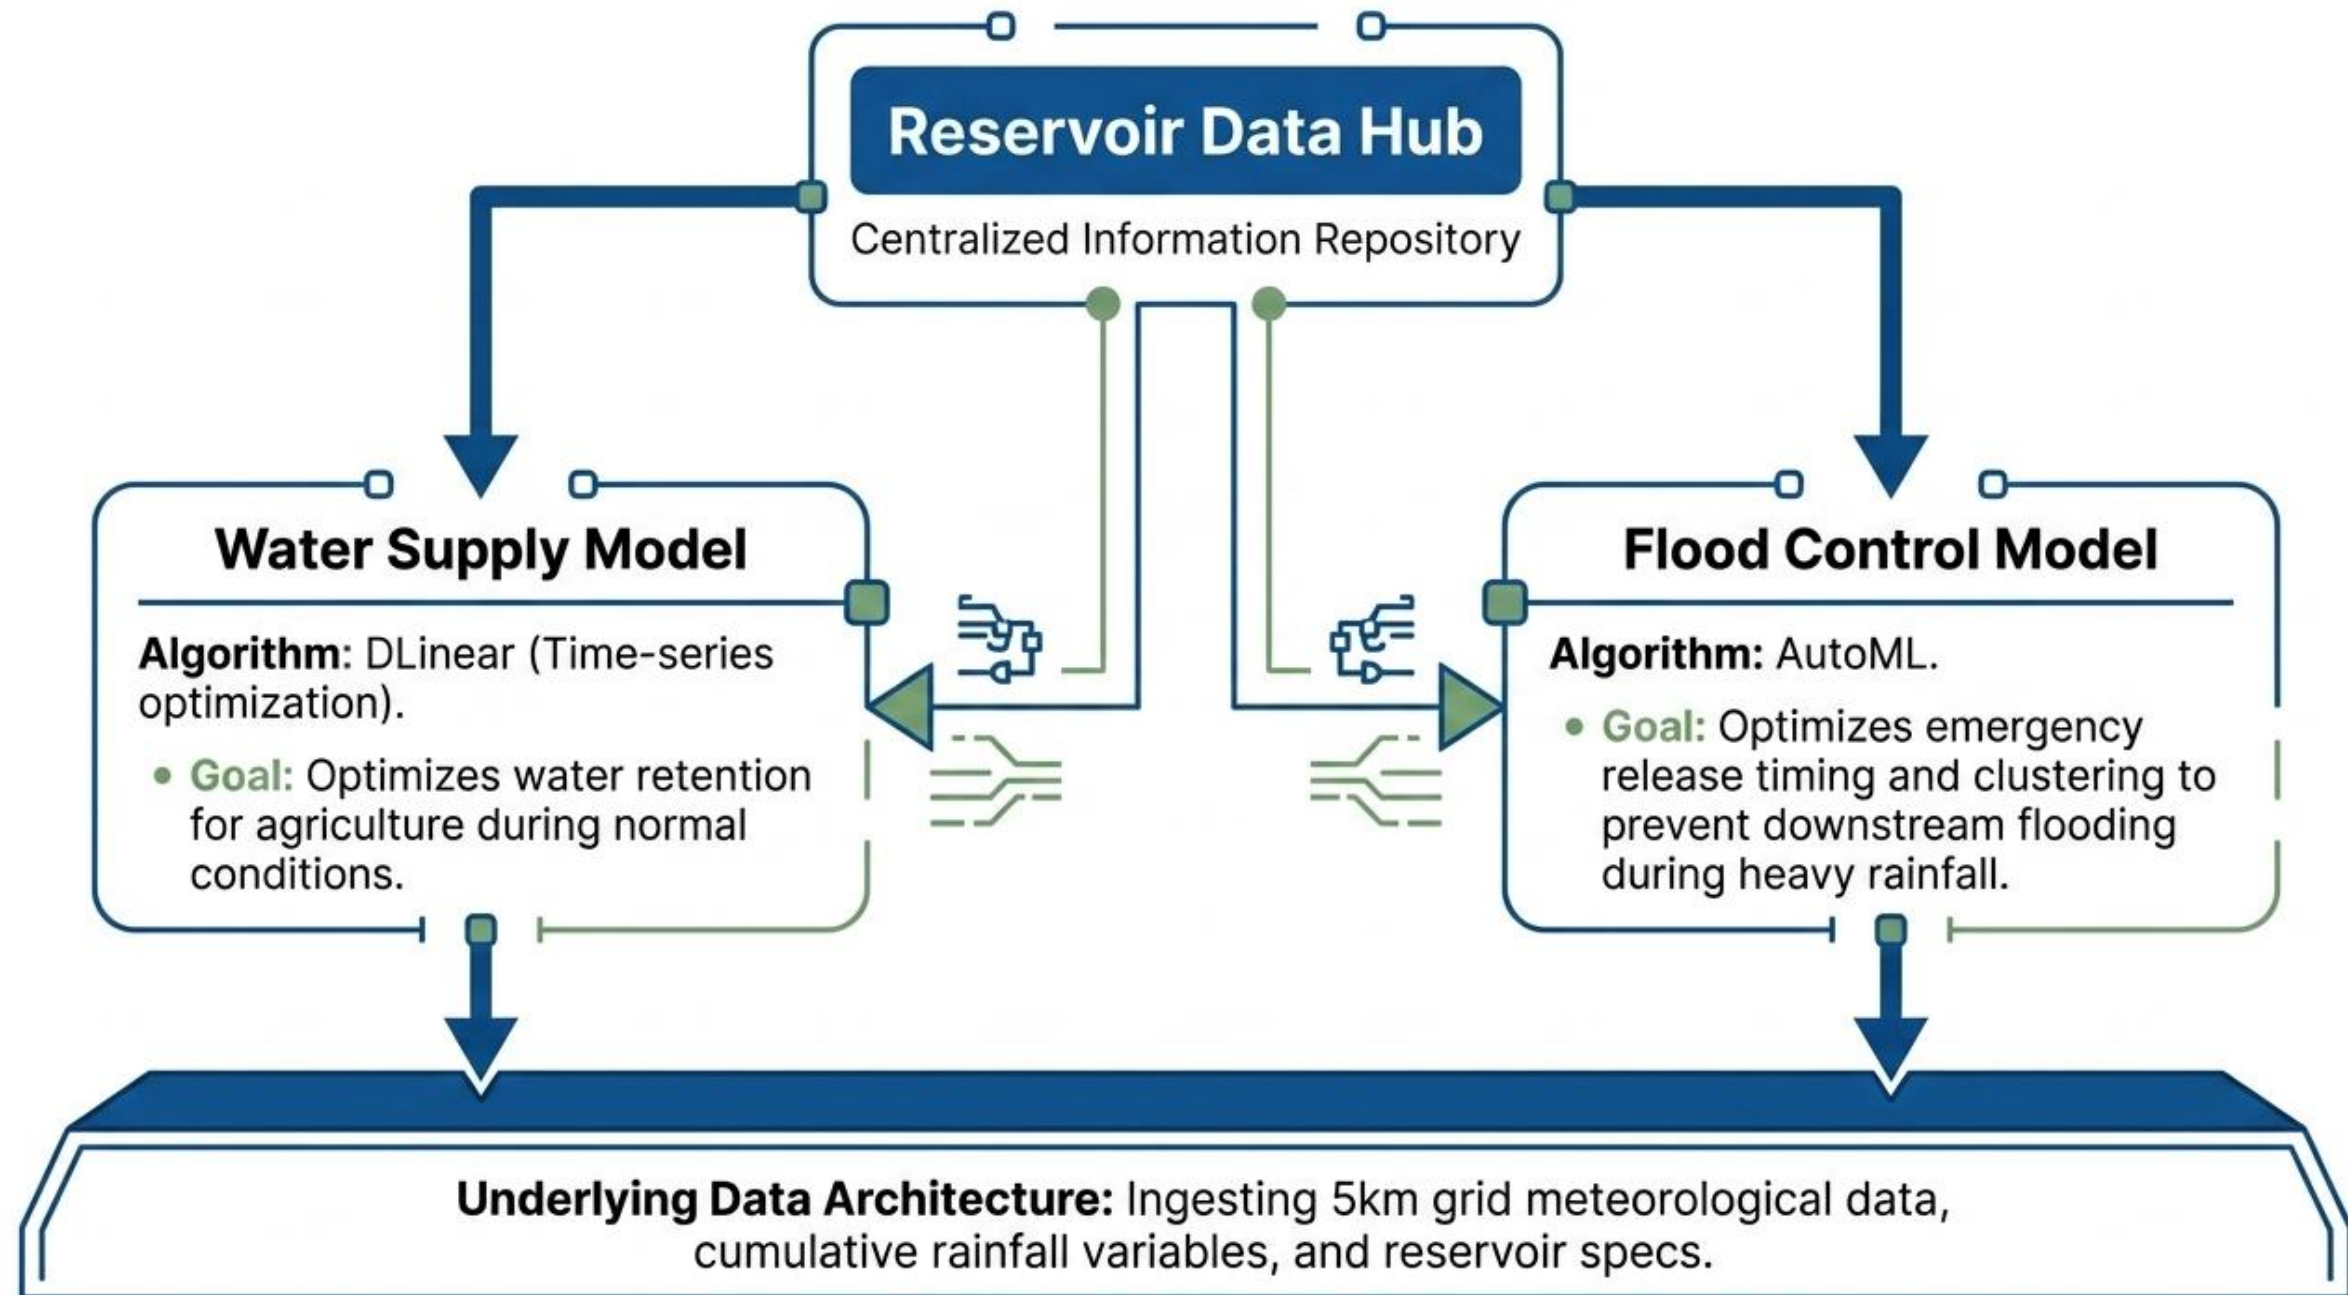 Reservoir Data Hub
Centralized Information Repository
Water Supply Model
Algorithm: DLinear (Time-series
optimization).
• Goal: Optimizes water retention
for agriculture during normal
conditions.
Flood Control Model
Algorithm: AutoML.
• Goal: Optimizes emergency
release timing and clustering to
prevent downstream flooding
during heavy rainfall.
Underlying Data Architecture: Ingesting 5km grid meteorological data,
cumulative rainfall variables, and reservoir specs.